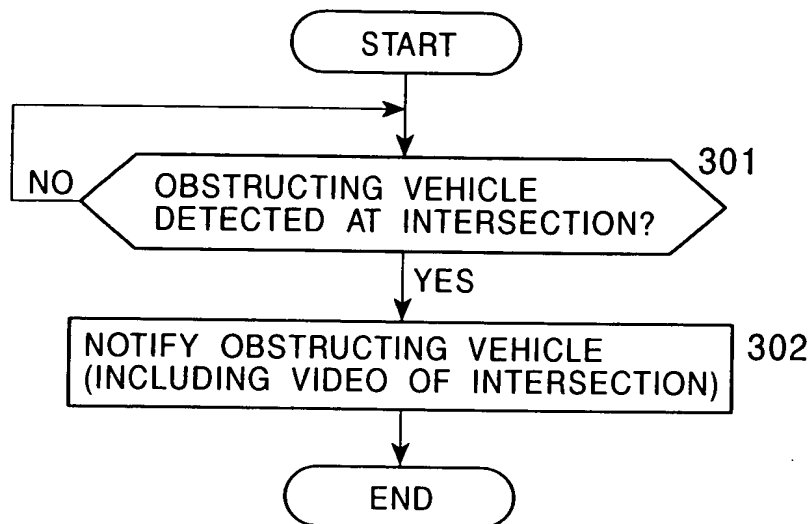 START
301
NO
OBSTRUCTING VEHICLE
DETECTED AT INTERSECTION?
YES
NOTIFY OBSTRUCTING VEHICLE
(INCLUDING VIDEO OF INTERSECTION)
302
END